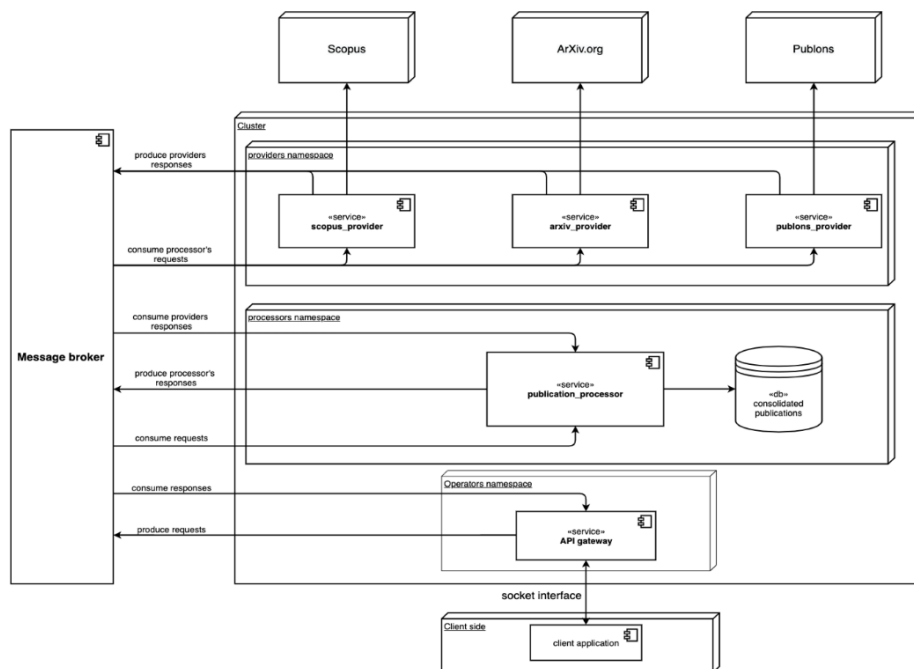 Scopus
ArXiv.org
Publons
Cluster
providers namespace
produce providers
responses
«service»
scopus_provider
«service»
arxiv_provider
«service»
publons_provider
consume processor's
requests
processors namespace
consume providers
responses
Message broker
produce processor's
responses
«service»
publication_processor
«db»
consolidated
publications
consume requests
Operators namespace
consume responses
«service»
API gateway
produce requests
socket interface
Client side
client application